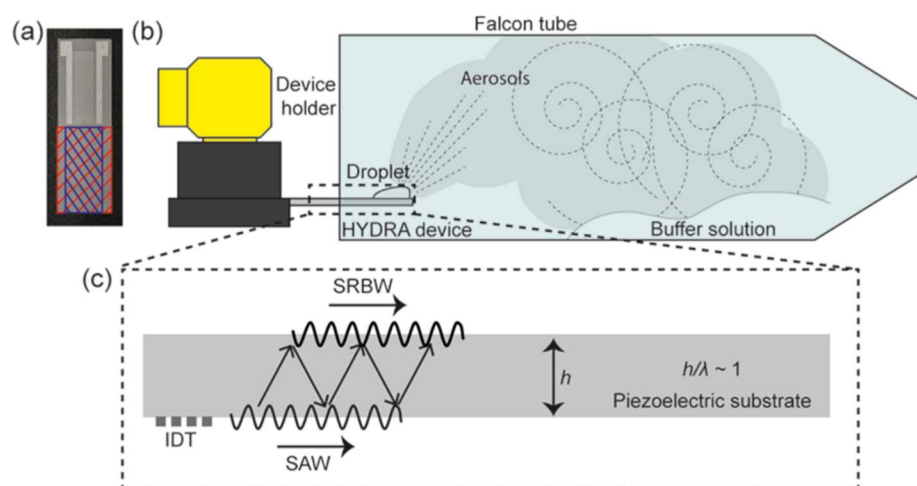 (a)
(b)
Falcon tube
Device
holder
Aerosols
Droplet
HYDRA device
Buffer solution
(c)
SRBW
h
h/λ ~ 1
Piezoelectric substrate
IDT
SAW